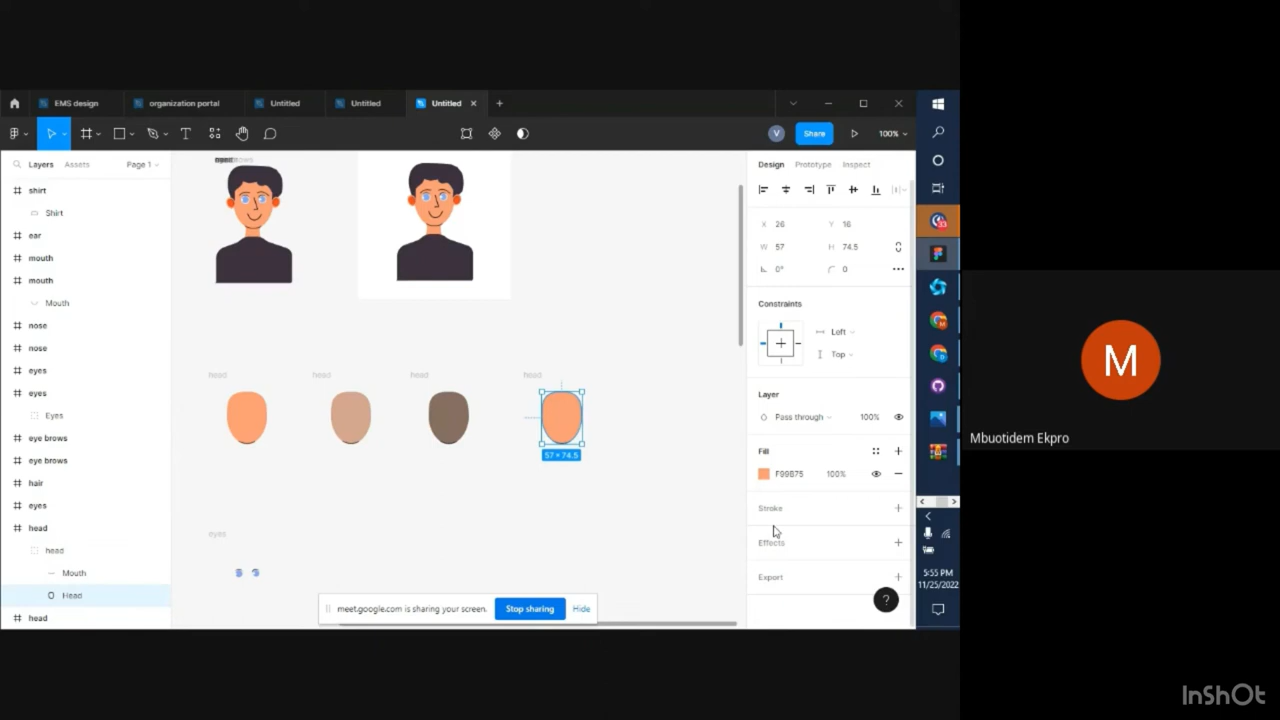 EMS design
organization portal
Untitled
Untitled
Untitled
V
Share
100%
Layers
Assets
Page 1
Design
Prototype
Inspect
shirt
Shirt
ear
mouth
mouth
Mouth
nose
nose
eyes
eyes
Eyes
eye brows
eye brows
hair
eyes
head
head
Mouth
Head
head
head
head
head
head
57 × 74.5
eyes
X 26
Y 16
W 57
H 74.5
0°
0
Constraints
Left
Top
Layer
Pass through
100%
Fill
F99B75
100%
Stroke
Effects
Export
?
meet.google.com is sharing your screen.
Stop sharing
Hide
5:55 PM
11/25/2022
M
Mbuotidem Ekpro
InShOt